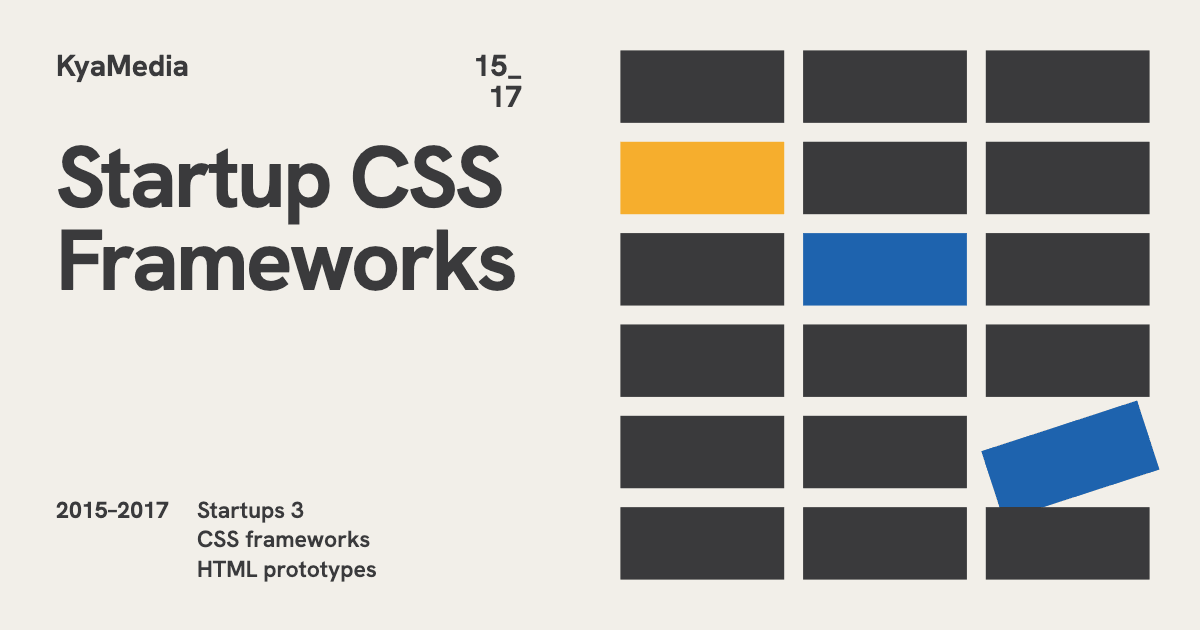 KyaMedia
15_
17
Startup CSS
Frameworks
2015–2017
Startups 3
CSS frameworks
HTML prototypes